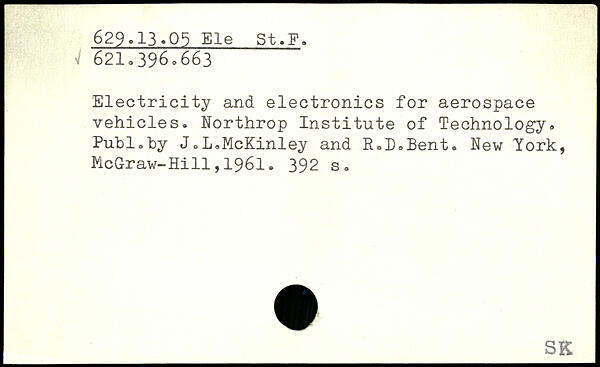 629.13.05 Ele St.F.
√ 621.396.663
Electricity and electronics for aerospace
vehicles. Northrop Institute of Technology.
Publ.by J.L.McKinley and R.D.Bent. New York,
McGraw-Hill,1961. 392 s.
SK